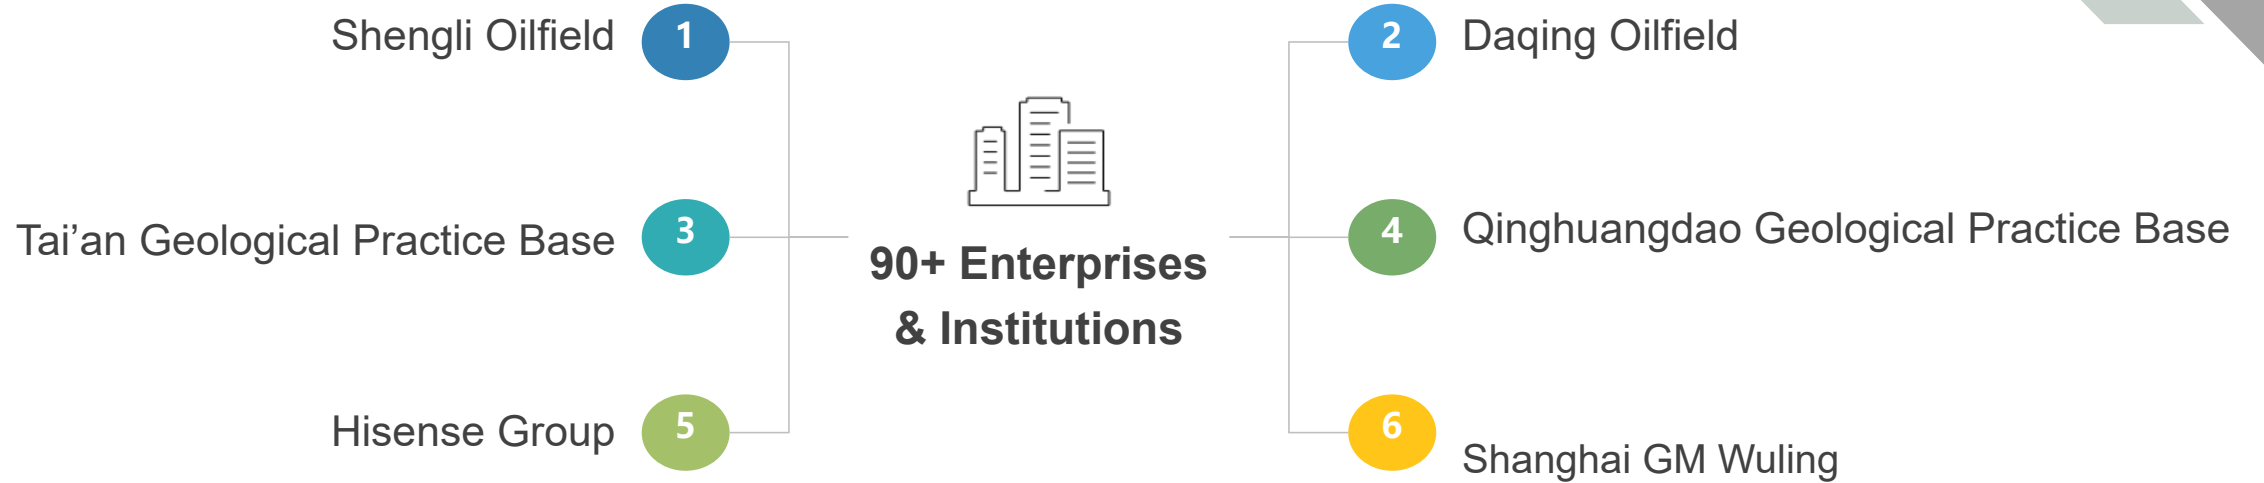 Shengli Oilfield 1
2 Daqing Oilfield
Tai’an Geological Practice Base 3
90+ Enterprises
& Institutions
4 Qinghuangdao Geological Practice Base
Hisense Group 5
6 Shanghai GM Wuling